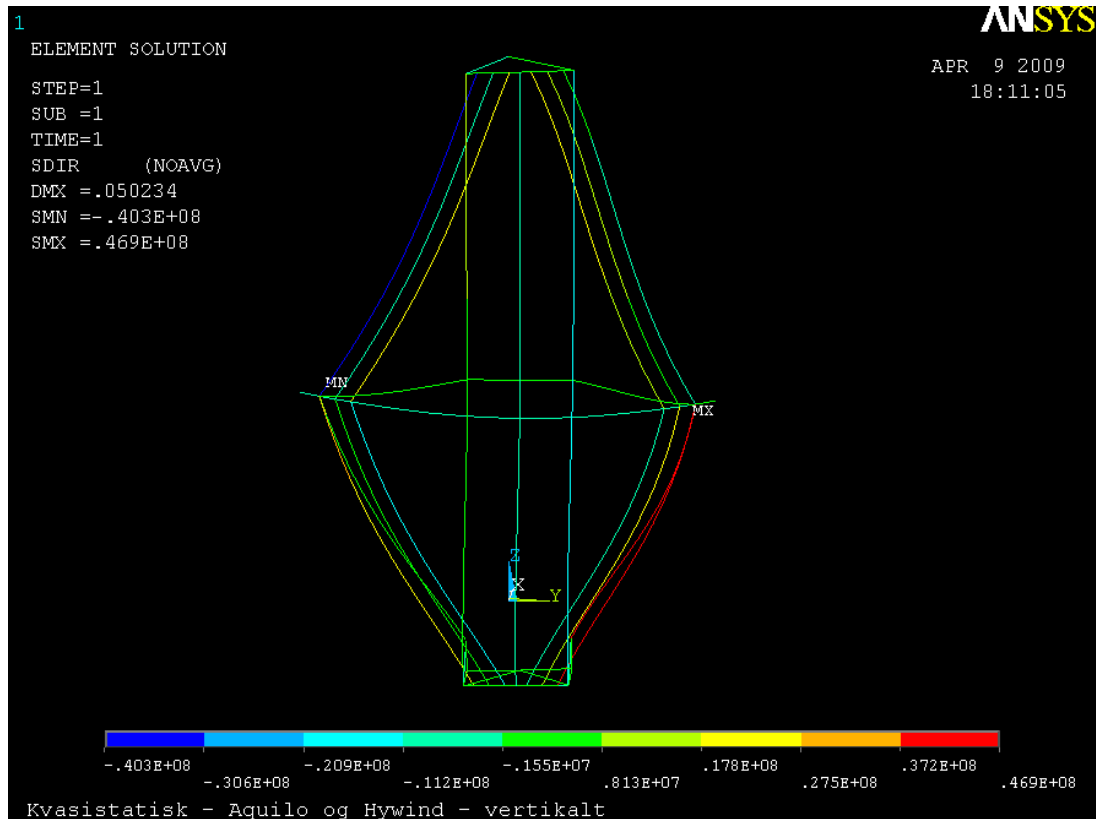 1
ANSYS
ELEMENT SOLUTION
APR 9 2009
18:11:05
STEP=1
SUB =1
TIME=1
SDIR (NOAVG)
DMX =.050234
SMN =-.403E+08
SMX =.469E+08
MN
MX
Z
X
Y
-.403E+08
-.306E+08
-.209E+08
-.112E+08
-.155E+07
.813E+07
.178E+08
.275E+08
.372E+08
.469E+08
Kvasistatisk - Aquilo og Hywind - vertikalt